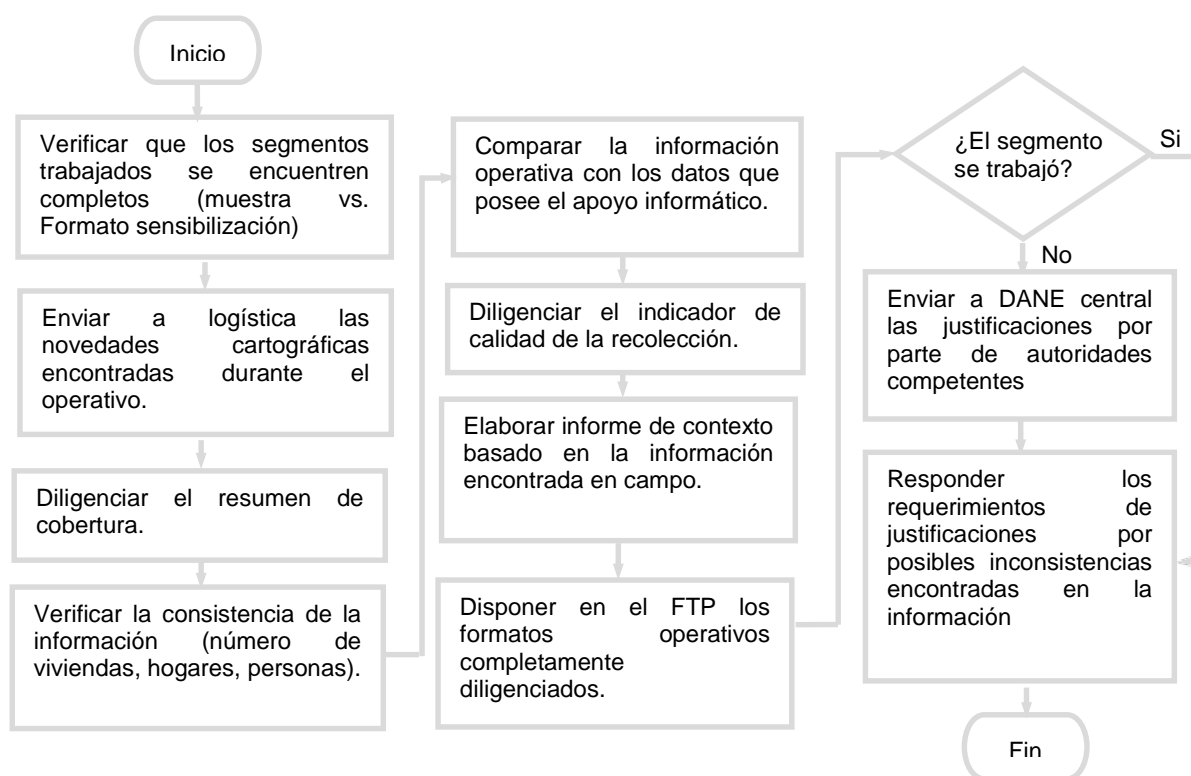 Inicio
Verificar que los segmentos
trabajados se encuentren
completos (muestra vs.
Formato sensibilización)
Enviar a logística las
novedades cartográficas
encontradas durante el
operativo.
Diligenciar el resumen de
cobertura.
Verificar la consistencia de la
información (número de
viviendas, hogares, personas).
Comparar la información
operativa con los datos que
posee el apoyo informático.
Diligenciar el indicador de
calidad de la recolección.
Elaborar informe de contexto
basado en la información
encontrada en campo.
Disponer en el FTP los
formatos operativos
completamente
diligenciados.
¿El segmento
se trabajó?
Si
No
Enviar a DANE central
las justificaciones por
parte de autoridades
competentes
Responder los
requerimientos de
justificaciones por
posibles inconsistencias
encontradas en la
información
Fin